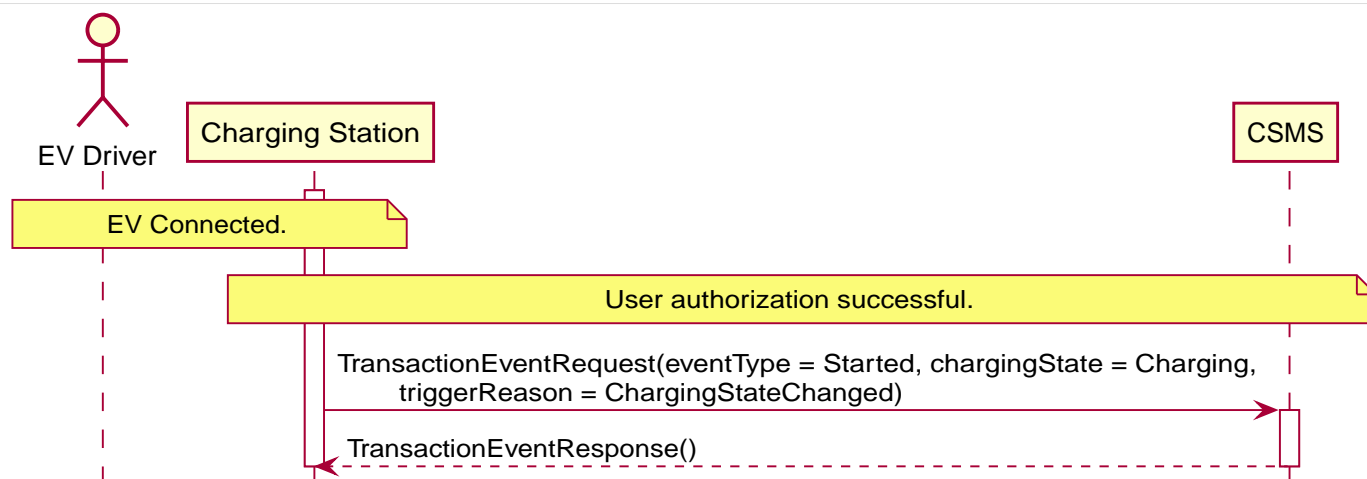 EV Driver
Charging Station
CSMS
EV Connected.
User authorization successful.
TransactionEventRequest(eventType = Started, chargingState = Charging,
triggerReason = ChargingStateChanged)
TransactionEventResponse()